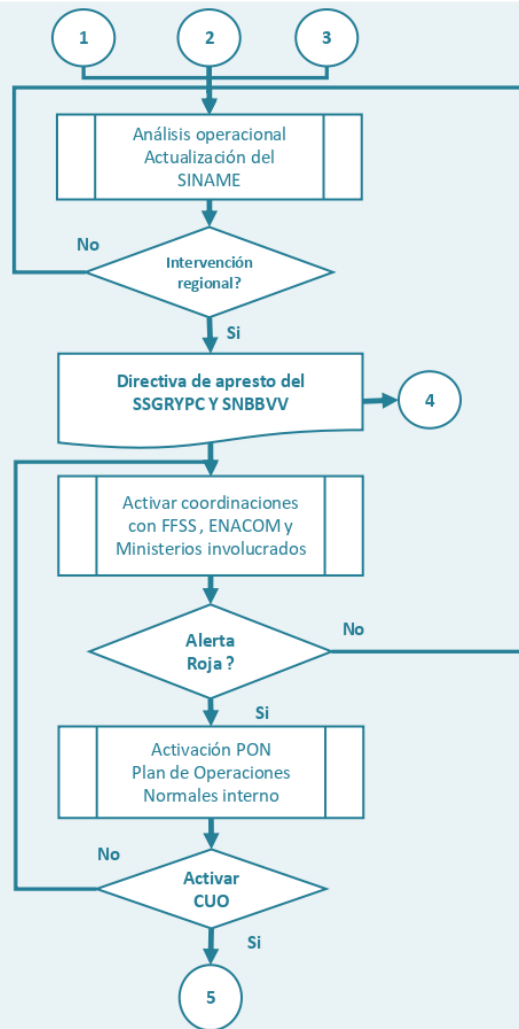 1
2
3
Análisis operacional
Actualización del
SINAME
No
Intervención
regional?
Si
Directiva de apresto del
SSGRYPC Y SNBBVV
4
Activar coordinaciones
con FFSS , ENACOM y
Ministerios involucrados
Alerta
Roja ?
No
Si
Activación PON
Plan de Operaciones
Normales interno
No
Activar
CUO
Si
5